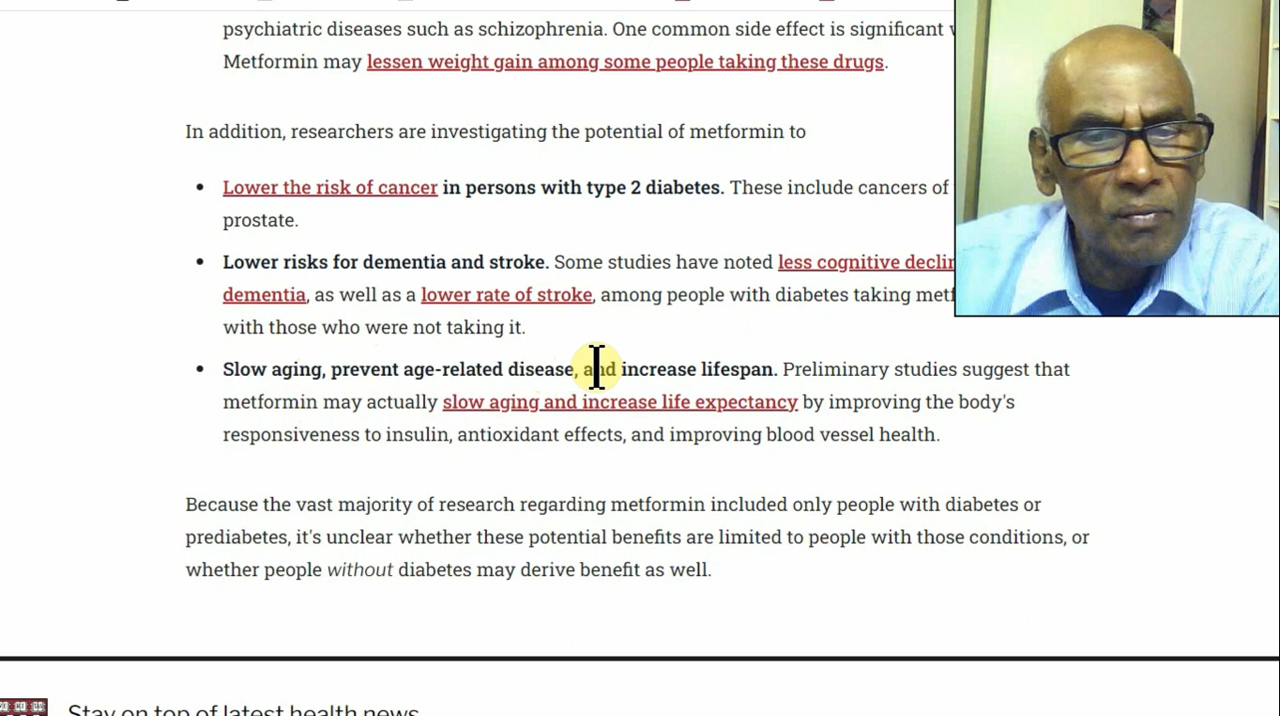 psychiatric diseases such as schizophrenia. One common side effect is significant
Metformin may lessen weight gain among some people taking these drugs.
In addition, researchers are investigating the potential of metformin to
Lower the risk of cancer in persons with type 2 diabetes. These include cancers of
prostate.
Lower risks for dementia and stroke. Some studies have noted less cognitive
dementia, as well as a lower rate of stroke, among people with diabetes taking
with those who were not taking it.
Slow aging, prevent age-related disease, and increase lifespan. Preliminary studies suggest that
metformin may actually slow aging and increase life expectancy by improving the body's
responsiveness to insulin, antioxidant effects, and improving blood vessel health.
Because the vast majority of research regarding metformin included only people with diabetes or
prediabetes, it's unclear whether these potential benefits are limited to people with those conditions, or
whether people without diabetes may derive benefit as well.
Stay on top of latest health news